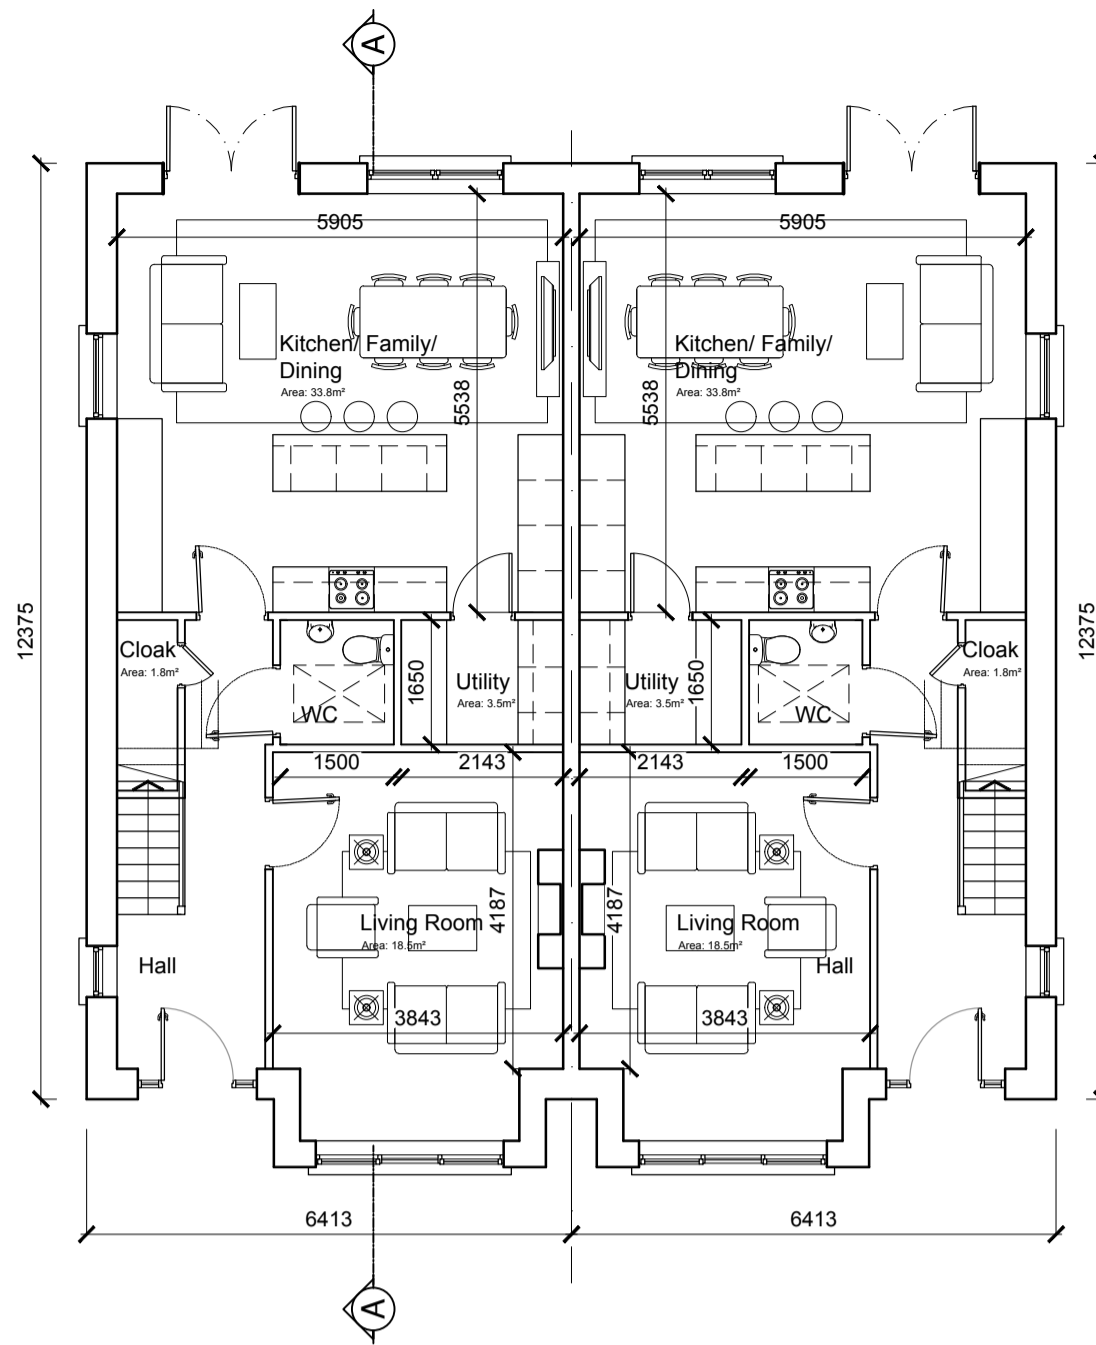 A
5905
5905
Kitchen/ Family/
Dining
Area: 33.8m²
5538
Kitchen/ Family/
Dining
Area: 33.8m²
5538
12375
12375
Cloak
Area: 1.8m²
WC
1650
Utility
Area: 3.5m²
Utility
Area: 3.5m²
1650
WC
Cloak
Area: 1.8m²
1500
2143
2143
1500
4187
4187
Living Room
Area: 18.5m²
Living Room
Area: 18.5m²
Hall
Hall
3843
3843
6413
6413
A